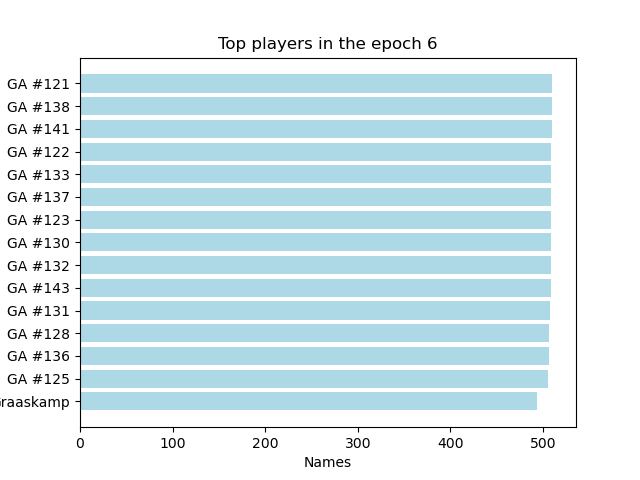 Top players in the epoch 6
GA #121
GA #138
GA #141
GA #122
GA #133
GA #137
GA #123
GA #130
GA #132
GA #143
GA #131
GA #128
GA #136
GA #125
raaskamp
0 100 200 300 400 500
Names